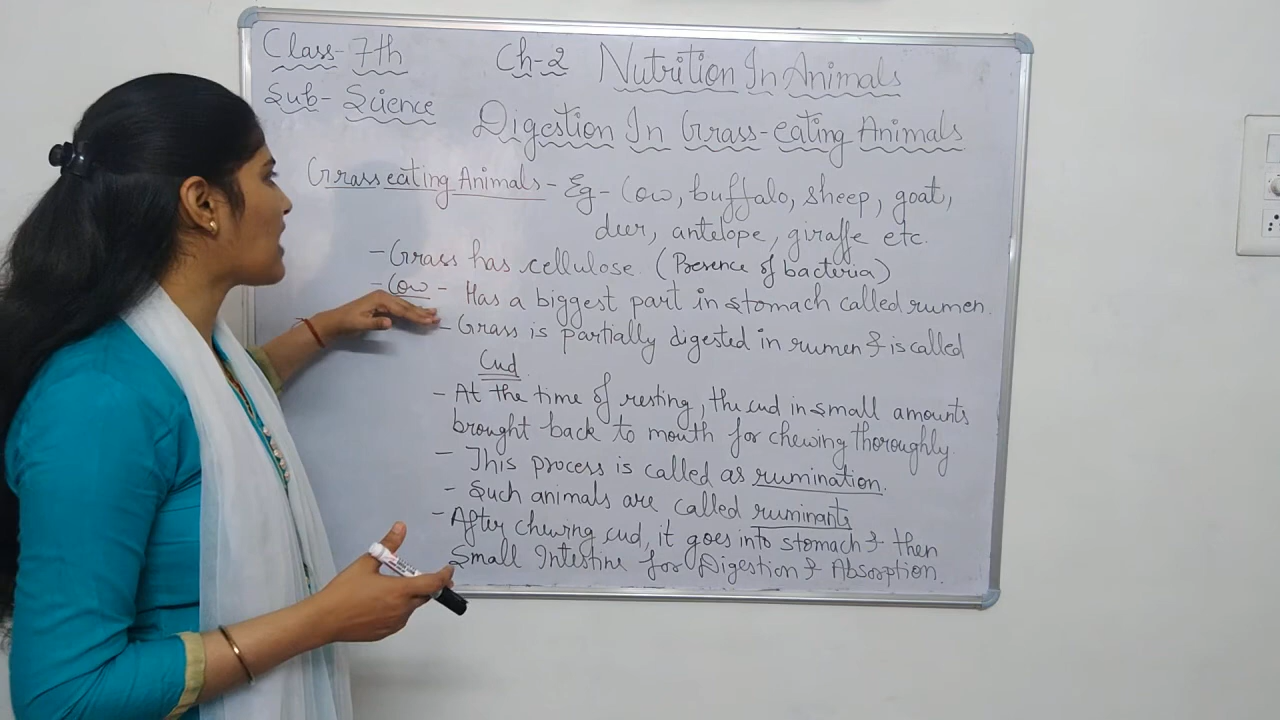 Class- 7th Ch-2 Nutrition In Animals
Sub- Science
Digestion In Grass-eating Animals
Grass eating Animals - Eg - Cow, buffalo, sheep, goat,
deer, antelope, giraffe etc.
- Grass has cellulose. (Presence of bacteria)
- Cow - Has a biggest part in stomach called rumen.
- Grass is partially digested in rumen & is called
Cud
- At the time of resting, the cud in small amounts
brought back to mouth for chewing thoroughly.
- This process is called as rumination.
- Such animals are called ruminants
- After chewing cud, it goes into stomach & then
Small Intestine for Digestion & Absorption.